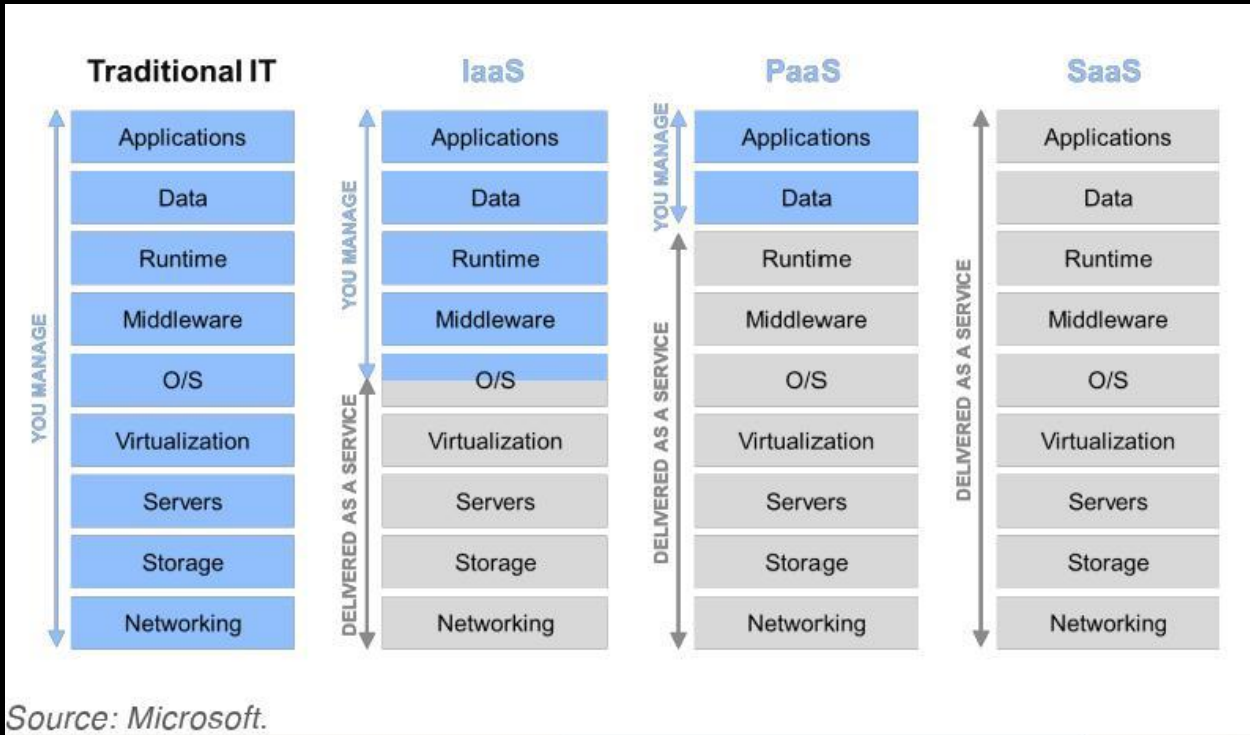 Traditional IT
IaaS
PaaS
SaaS
YOU MANAGE
Applications
Data
Runtime
Middleware
O/S
Virtualization
Servers
Storage
Networking
YOU MANAGE
DELIVERED AS A SERVICE
Applications
Data
Runtime
Middleware
O/S
Virtualization
Servers
Storage
Networking
YOU MANAGE
DELIVERED AS A SERVICE
Applications
Data
Runtime
Middleware
O/S
Virtualization
Servers
Storage
Networking
DELIVERED AS A SERVICE
Applications
Data
Runtime
Middleware
O/S
Virtualization
Servers
Storage
Networking
Source: Microsoft.